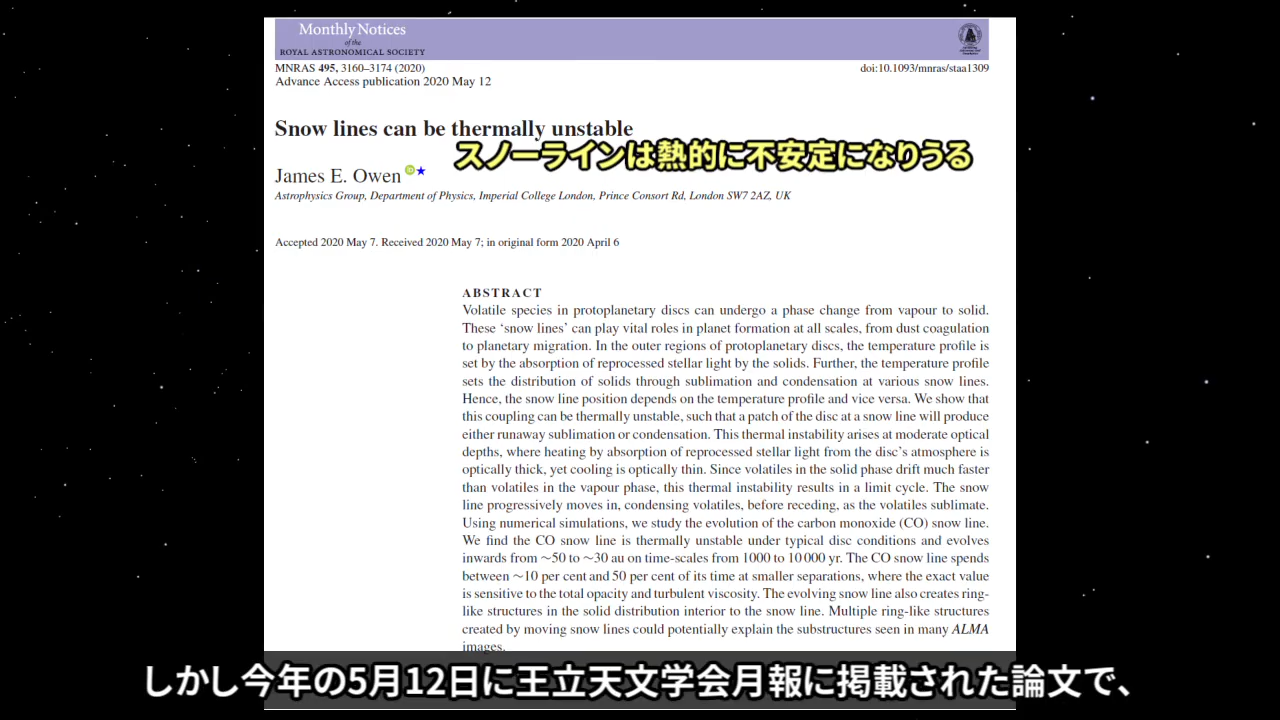 Monthly Notices
of the
ROYAL ASTRONOMICAL SOCIETY
MNRAS 495, 3160–3174 (2020)
doi:10.1093/mnras/staa1309
Advance Access publication 2020 May 12
Snow lines can be thermally unstable
スノーラインは熱的に不安定になりうる
James E. Owen
Astrophysics Group, Department of Physics, Imperial College London, Prince Consort Rd, London SW7 2AZ, UK
Accepted 2020 May 7. Received 2020 May 7; in original form 2020 April 6
ABSTRACT
Volatile species in protoplanetary discs can undergo a phase change from vapour to solid.
These ‘snow lines’ can play vital roles in planet formation at all scales, from dust coagulation
to planetary migration. In the outer regions of protoplanetary discs, the temperature profile is
set by the absorption of reprocessed stellar light by the solids. Further, the temperature profile
sets the distribution of solids through sublimation and condensation at various snow lines.
Hence, the snow line position depends on the temperature profile and vice versa. We show that
this coupling can be thermally unstable, such that a patch of the disc at a snow line will produce
either runaway sublimation or condensation. This thermal instability arises at moderate optical
depths, where heating by absorption of reprocessed stellar light from the disc’s atmosphere is
optically thick, yet cooling is optically thin. Since volatiles in the solid phase drift much faster
than volatiles in the vapour phase, this thermal instability results in a limit cycle. The snow
line progressively moves in, condensing volatiles, before receding, as the volatiles sublimate.
Using numerical simulations, we study the evolution of the carbon monoxide (CO) snow line.
We find the CO snow line is thermally unstable under typical disc conditions and evolves
inwards from ∼50 to ∼30 au on time-scales from 1000 to 10 000 yr. The CO snow line spends
between ∼10 per cent and 50 per cent of its time at smaller separations, where the exact value
is sensitive to the total opacity and turbulent viscosity. The evolving snow line also creates ring-
like structures in the solid distribution interior to the snow line. Multiple ring-like structures
created by moving snow lines could potentially explain the substructures seen in many ALMA
images.
しかし今年の5月12日に王立天文学会月報に掲載された論文で、